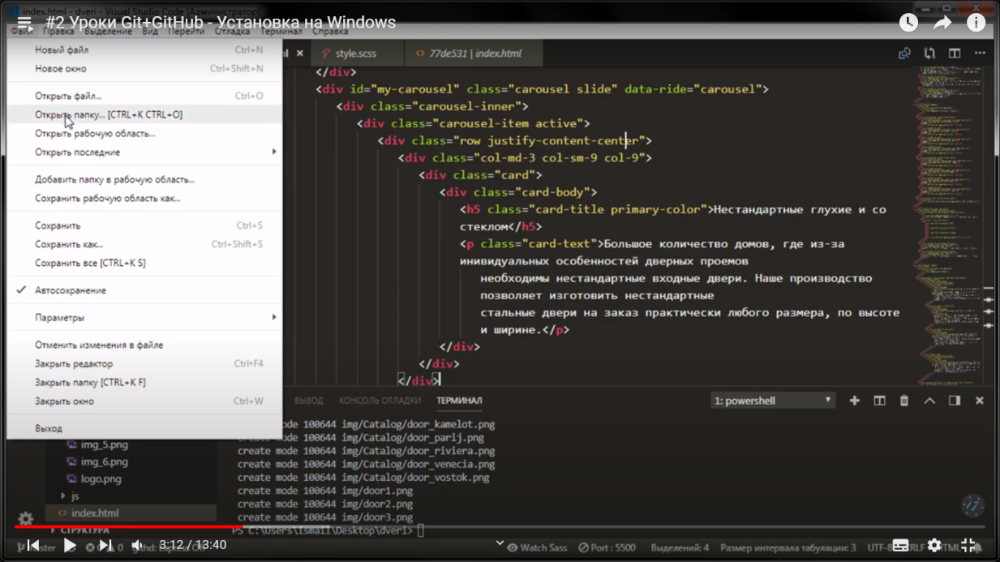 index.html - dveri - Visual Studio Code [Администратор]
#2 Уроки Git+GitHub - Установка на Windows
Файл Правка Выделение Вид Перейти Отладка Терминал Справка
Новый файл Ctrl+N
Новое окно Ctrl+Shift+N
Открыть файл... Ctrl+O
Открыть папку... [CTRL+K CTRL+O]
Открыть рабочую область...
Открыть последние
Добавить папку в рабочую область...
Сохранить рабочую область как...
Сохранить Ctrl+S
Сохранить как... Ctrl+Shift+S
Сохранить все [CTRL+K S]
Автосохранение
Параметры
Отменить изменения в файле
Закрыть редактор Ctrl+F4
Закрыть папку [CTRL+K F]
Закрыть окно Ctrl+W
Выход
style.scss 77de531 | index.html
</div>
<div id="my-carousel" class="carousel slide" data-ride="carousel">
<div class="carousel-inner">
<div class="carousel-item active">
<div class="row justify-content-center">
<div class="col-md-3 col-sm-9 col-9">
<div class="card">
<div class="card-body">
<h5 class="card-title primary-color">Нестандартные глухие и со
стеклом</h5>
<p class="card-text">Большое количество домов, где из-за
инивидуальных особенностей дверных проемов
необходимы нестандартные входные двери. Наше производство
позволяет изготовить нестандартные
стальные двери на заказ практически любого размера, по высоте
и ширине.</p>
</div>
</div>
</div>
ВЫВОД КОНСОЛЬ ОТЛАДКИ ТЕРМИНАЛ 1: powershell
create mode 100644 img/Catalog/door_kamelot.png
create mode 100644 img/Catalog/door_parij.png
create mode 100644 img/Catalog/door_riviera.png
create mode 100644 img/Catalog/door_venecia.png
create mode 100644 img/Catalog/door_vostok.png
create mode 100644 img/door1.png
create mode 100644 img/door2.png
create mode 100644 img/door3.png
PS C:\Users\ismail\Desktop\dveri>
img_5.png
img_6.png
logo.png
js
index.html
СТРУКТУРА
3:12 / 13:40
Watch Sass Port : 5500 Выделений: 4 Размер интервала табуляции: 3 UTF-8 CRLF HTML